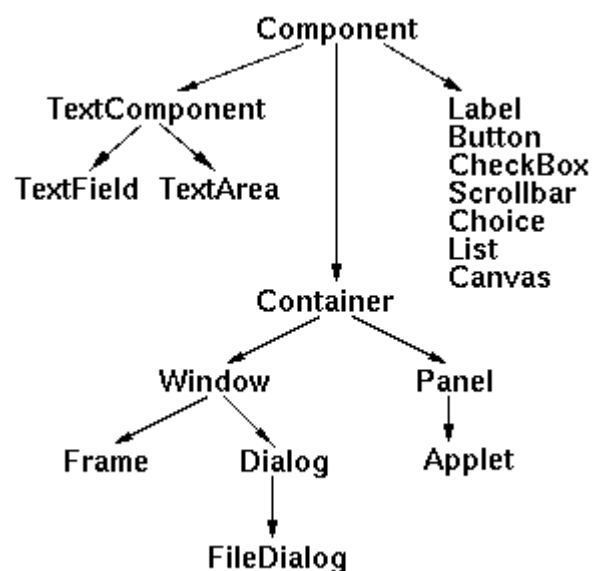 Component
TextComponent
TextField TextArea
Label
Button
CheckBox
Scrollbar
Choice
List
Canvas
Container
Window Panel
Frame Dialog Applet
FileDialog